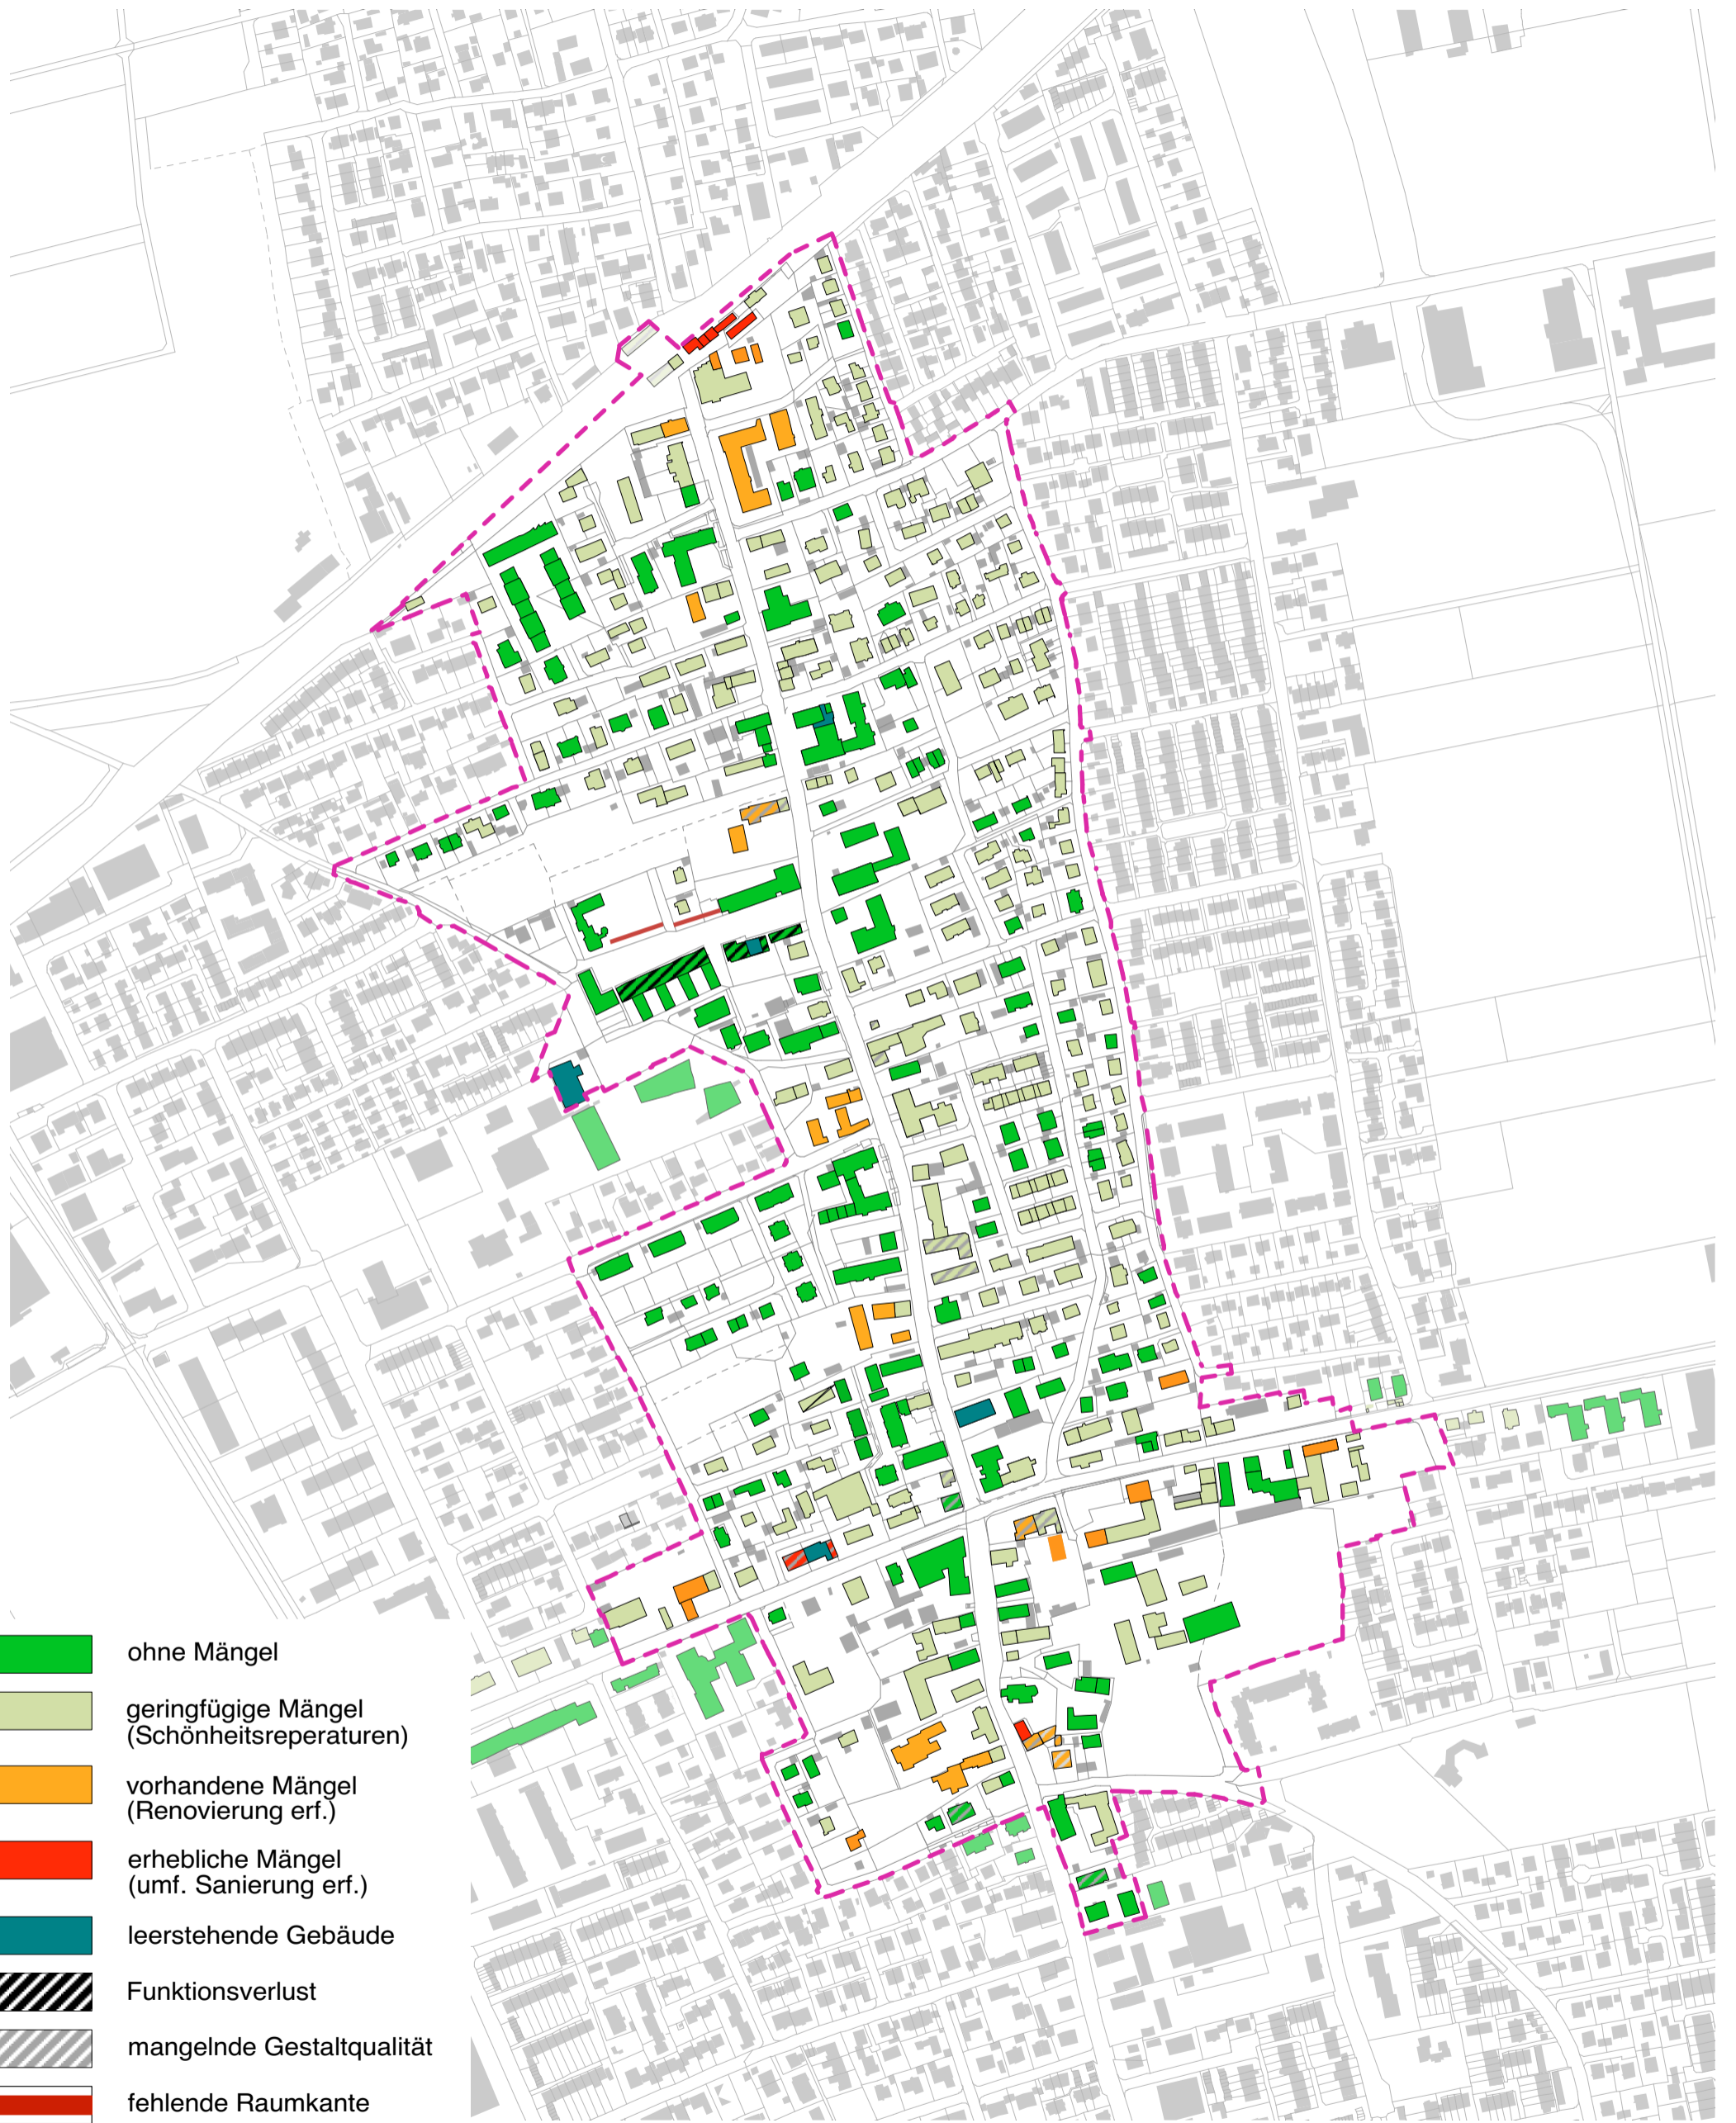 ohne Mängel
geringfügige Mängel
(Schönheitsreperaturen)
vorhandene Mängel
(Renovierung erf.)
erhebliche Mängel
(umf. Sanierung erf.)
leerstehende Gebäude
Funktionsverlust
mangelnde Gestaltqualität
fehlende Raumkante